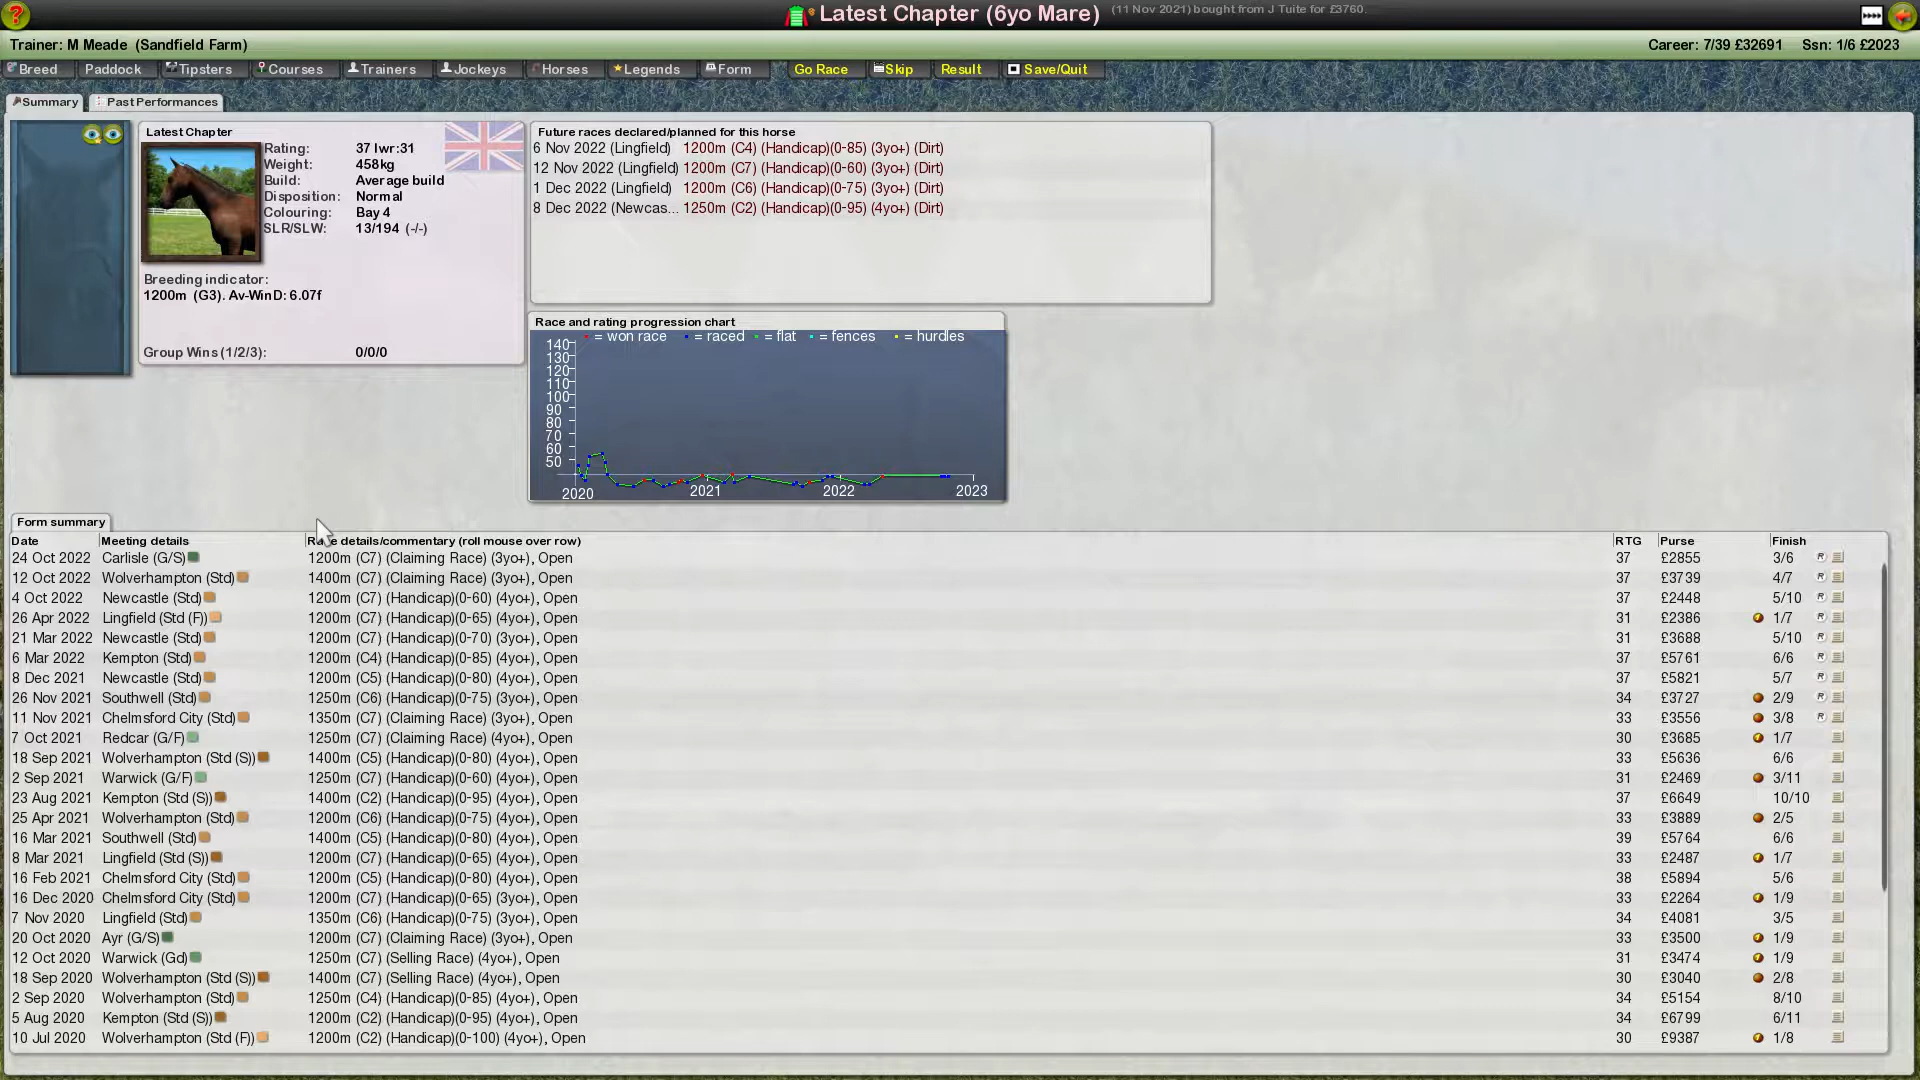 Latest Chapter (6yo Mare) (11 Nov 2021) bought from J Tuite for £3760.
Trainer: M Meade (Sandfield Farm) Career: 7/39 £32691 Ssn: 1/6 £2023
Breed Paddock Tipsters Courses Trainers Jockeys Horses Legends Form Go Race Skip Result Save/Quit
Summary Past Performances
Latest Chapter
Rating: 37 lwr:31
Weight: 458kg
Build: Average build
Disposition: Normal
Colouring: Bay 4
SLR/SLW: 13/194 (-/-)
Breeding indicator:
1200m (G3). Av-WinD: 6.07f
Group Wins (1/2/3): 0/0/0
Future races declared/planned for this horse
6 Nov 2022 (Lingfield) 1200m (C4) (Handicap)(0-85) (3yo+) (Dirt)
12 Nov 2022 (Lingfield) 1200m (C7) (Handicap)(0-60) (3yo+) (Dirt)
1 Dec 2022 (Lingfield) 1200m (C6) (Handicap)(0-75) (3yo+) (Dirt)
8 Dec 2022 (Newcas... 1250m (C2) (Handicap)(0-95) (4yo+) (Dirt)
Race and rating progression chart
= won race = raced = flat = fences = hurdles
140
130
120
110
100
90
80
70
60
50
2020 2021 2022 2023
Form summary
Date Meeting details Race details/commentary (roll mouse over row) RTG Purse Finish
24 Oct 2022 Carlisle (G/S) 1200m (C7) (Claiming Race) (3yo+), Open 37 £2855 3/6 R
12 Oct 2022 Wolverhampton (Std) 1400m (C7) (Claiming Race) (3yo+), Open 37 £3739 4/7 R
4 Oct 2022 Newcastle (Std) 1200m (C7) (Handicap)(0-60) (4yo+), Open 37 £2448 5/10 R
26 Apr 2022 Lingfield (Std (F)) 1200m (C7) (Handicap)(0-65) (4yo+), Open 31 £2386 1/7 R
21 Mar 2022 Newcastle (Std) 1200m (C7) (Handicap)(0-70) (3yo+), Open 31 £3688 5/10 R
6 Mar 2022 Kempton (Std) 1200m (C4) (Handicap)(0-85) (4yo+), Open 37 £5761 6/6 R
8 Dec 2021 Newcastle (Std) 1200m (C5) (Handicap)(0-80) (4yo+), Open 37 £5821 5/7 R
26 Nov 2021 Southwell (Std) 1250m (C6) (Handicap)(0-75) (3yo+), Open 34 £3727 2/9 R
11 Nov 2021 Chelmsford City (Std) 1350m (C7) (Claiming Race) (3yo+), Open 33 £3556 3/8 R
7 Oct 2021 Redcar (G/F) 1250m (C7) (Claiming Race) (4yo+), Open 30 £3685 1/7
18 Sep 2021 Wolverhampton (Std (S)) 1400m (C5) (Handicap)(0-80) (4yo+), Open 33 £5636 6/6
2 Sep 2021 Warwick (G/F) 1250m (C7) (Handicap)(0-60) (4yo+), Open 31 £2469 3/11
23 Aug 2021 Kempton (Std (S)) 1400m (C2) (Handicap)(0-95) (4yo+), Open 37 £6649 10/10
25 Apr 2021 Wolverhampton (Std) 1200m (C6) (Handicap)(0-75) (4yo+), Open 33 £3889 2/5
16 Mar 2021 Southwell (Std) 1400m (C5) (Handicap)(0-80) (4yo+), Open 39 £5764 6/6
8 Mar 2021 Lingfield (Std (S)) 1200m (C7) (Handicap)(0-65) (4yo+), Open 33 £2487 1/7
16 Feb 2021 Chelmsford City (Std) 1200m (C5) (Handicap)(0-80) (4yo+), Open 38 £5894 5/6
16 Dec 2020 Chelmsford City (Std) 1200m (C7) (Handicap)(0-65) (3yo+), Open 33 £2264 1/9
7 Nov 2020 Lingfield (Std) 1350m (C6) (Handicap)(0-75) (3yo+), Open 34 £4081 3/5
20 Oct 2020 Ayr (G/S) 1200m (C7) (Claiming Race) (3yo+), Open 33 £3500 1/9
12 Oct 2020 Warwick (Gd) 1250m (C7) (Selling Race) (4yo+), Open 31 £3474 1/9
18 Sep 2020 Wolverhampton (Std (S)) 1400m (C7) (Selling Race) (4yo+), Open 30 £3040 2/8
2 Sep 2020 Wolverhampton (Std) 1250m (C4) (Handicap)(0-85) (4yo+), Open 34 £5154 8/10
5 Aug 2020 Kempton (Std (S)) 1200m (C2) (Handicap)(0-95) (4yo+), Open 34 £6799 6/11
10 Jul 2020 Wolverhampton (Std (F)) 1200m (C2) (Handicap)(0-100) (4yo+), Open 30 £9387 1/8